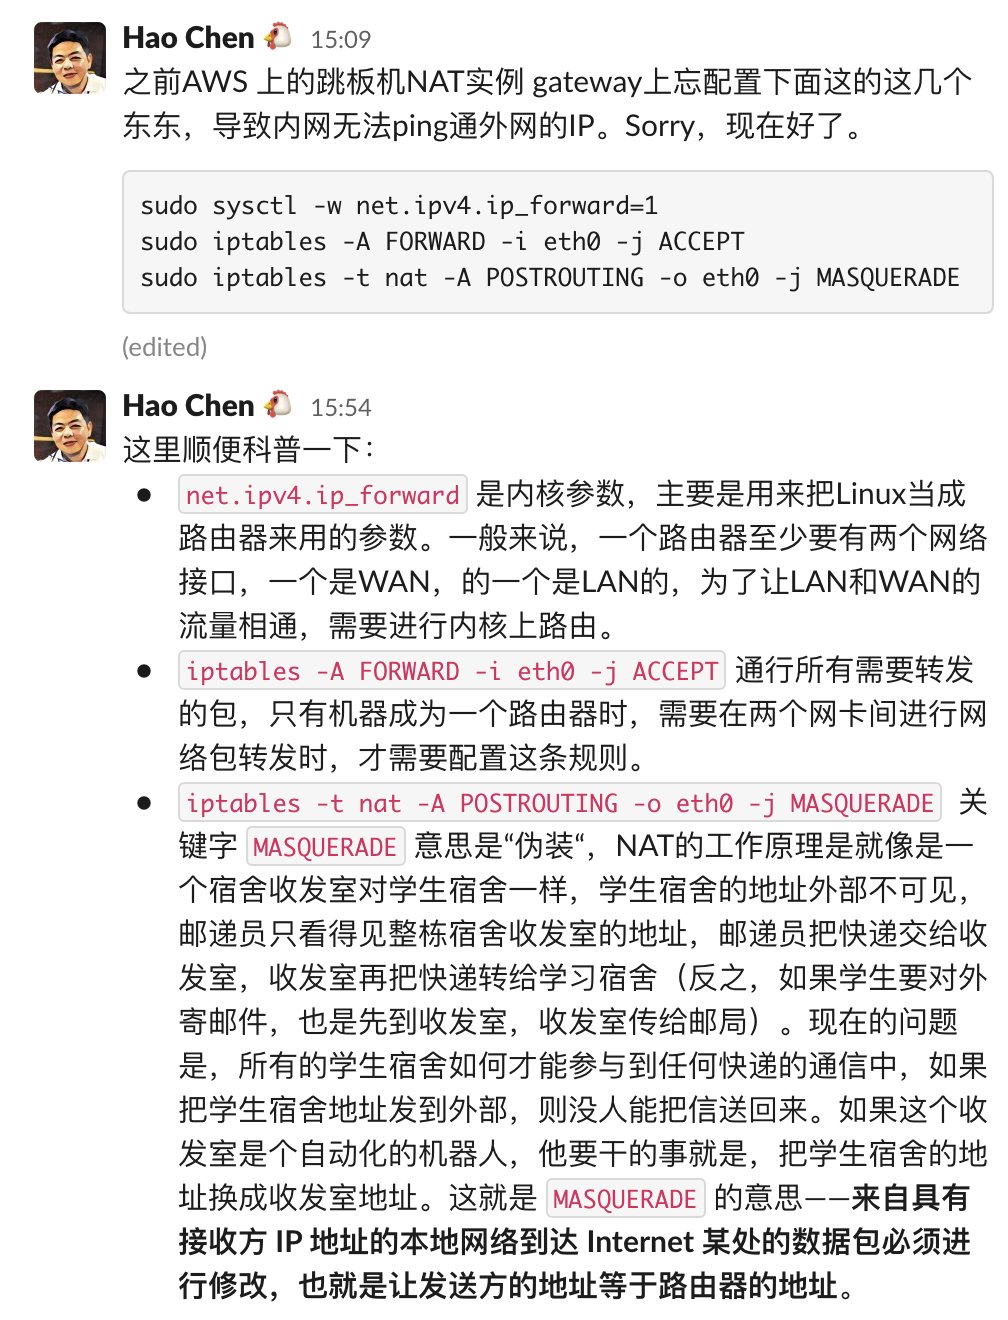 Hao Chen 15:09
之前AWS 上的跳板机NAT实例 gateway上忘配置下面这的这几个
东东，导致内网无法ping通外网的IP。Sorry，现在好了。
sudo sysctl -w net.ipv4.ip_forward=1
sudo iptables -A FORWARD -i eth0 -j ACCEPT
sudo iptables -t nat -A POSTROUTING -o eth0 -j MASQUERADE
(edited)
Hao Chen 15:54
这里顺便科普一下：
• net.ipv4.ip_forward 是内核参数，主要是用来把Linux当成
路由器来用的参数。一般来说，一个路由器至少要有两个网络
接口，一个是WAN，的一个是LAN的，为了让LAN和WAN的
流量相通，需要进行内核上路由。
• iptables -A FORWARD -i eth0 -j ACCEPT 通行所有需要转发
的包，只有机器成为一个路由器时，需要在两个网卡间进行网
络包转发时，才需要配置这条规则。
• iptables -t nat -A POSTROUTING -o eth0 -j MASQUERADE 关
键字 MASQUERADE 意思是“伪装“，NAT的工作原理是就像是一
个宿舍收发室对学生宿舍一样，学生宿舍的地址外部不可见，
邮递员只看得见整栋宿舍收发室的地址，邮递员把快递交给收
发室，收发室再把快递转给学习宿舍（反之，如果学生要对外
寄邮件，也是先到收发室，收发室传给邮局）。现在的问题
是，所有的学生宿舍如何才能参与到任何快递的通信中，如果
把学生宿舍地址发到外部，则没人能把信送回来。如果这个收
发室是个自动化的机器人，他要干的事就是，把学生宿舍的地
址换成收发室地址。这就是 MASQUERADE 的意思——来自具有
接收方 IP 地址的本地网络到达 Internet 某处的数据包必须进
行修改，也就是让发送方的地址等于路由器的地址。